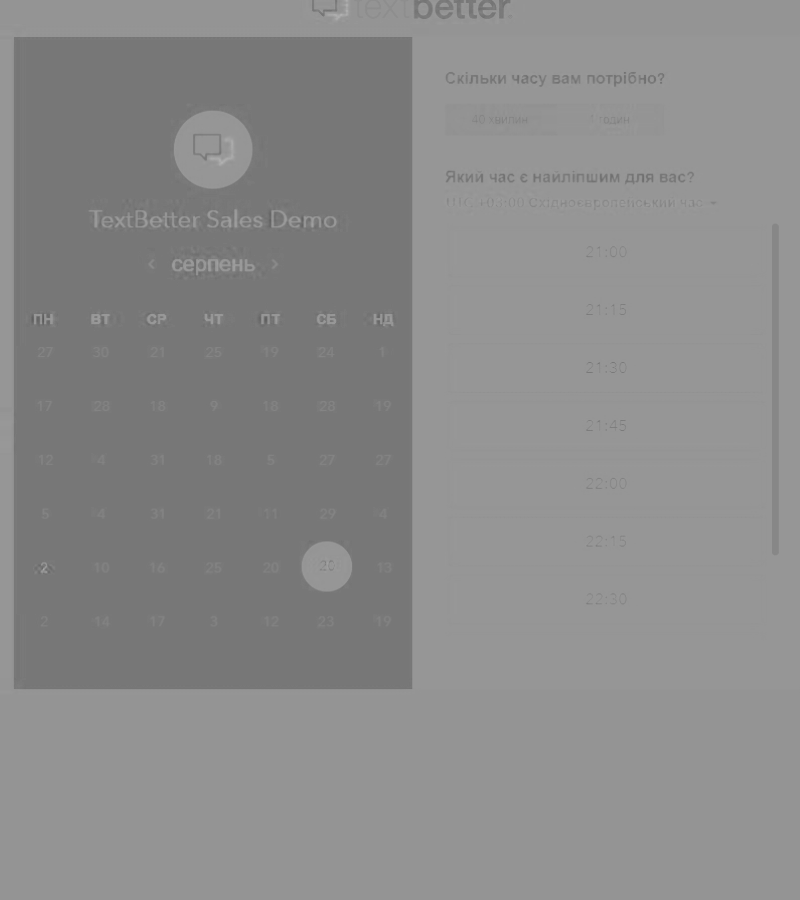 textbetter.
TextBetter Sales Demo
‹ серпень ›
ПН ВТ СР ЧТ ПТ СБ НД
27 30 21 25 19 24 1
17 28 18 9 18 28 19
12 4 31 18 5 27 27
5 4 31 21 11 29 4
2 10 16 25 20 20 13
2 14 17 3 12 23 19
Скільки часу вам потрібно?
40 хвилин 1 годин
Який час є найліпшим для вас?
Східноєвропейський час
21:00
21:15
21:30
21:45
22:00
22:15
22:30